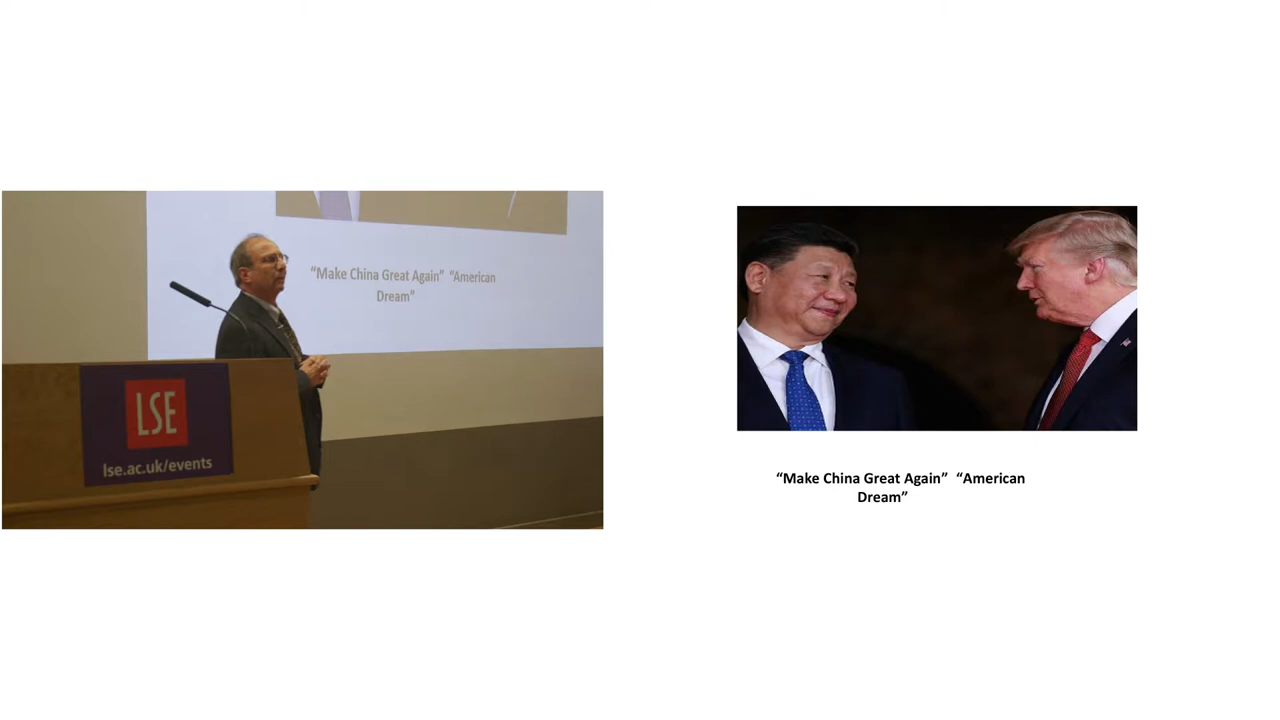 “Make China Great Again”  “American
Dream”
LSE
lse.ac.uk/events
“Make China Great Again”  “American
Dream”